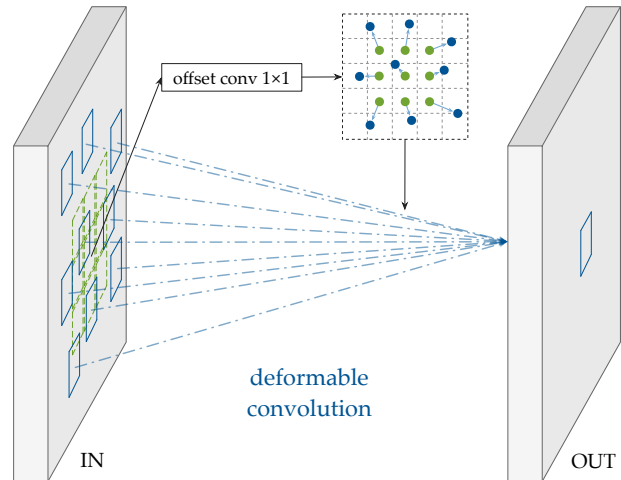 offset conv 1×1
deformable
convolution
IN
OUT